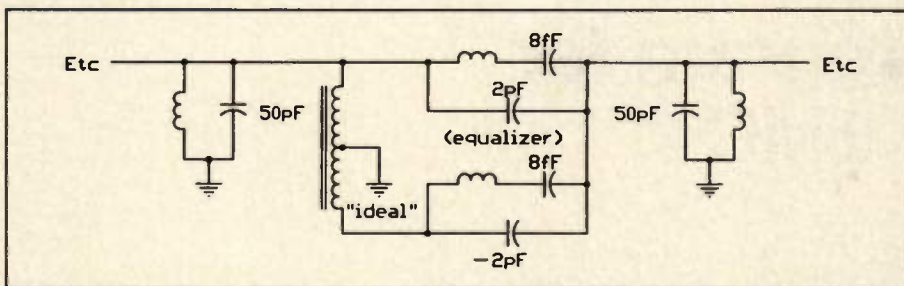 8fF
Etc
Etc
2pF
50pF
50pF
(equalizer)
8fF
"ideal"
-2pF